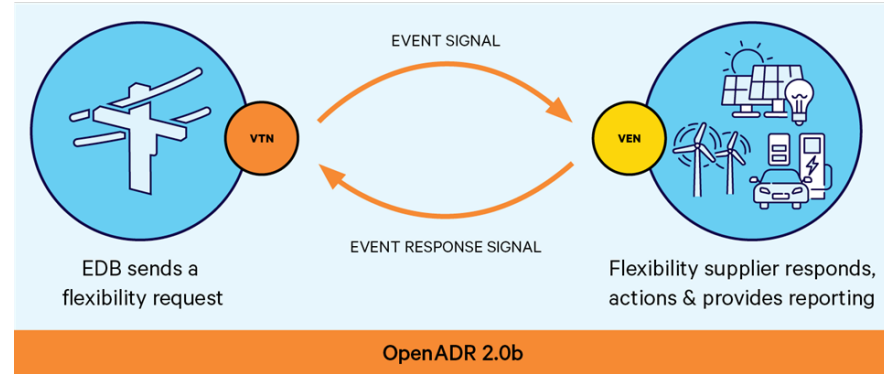 EVENT SIGNAL
VTN
VEN
EVENT RESPONSE SIGNAL
EDB sends a
flexibility request
Flexibility supplier responds,
actions & provides reporting
OpenADR 2.0b